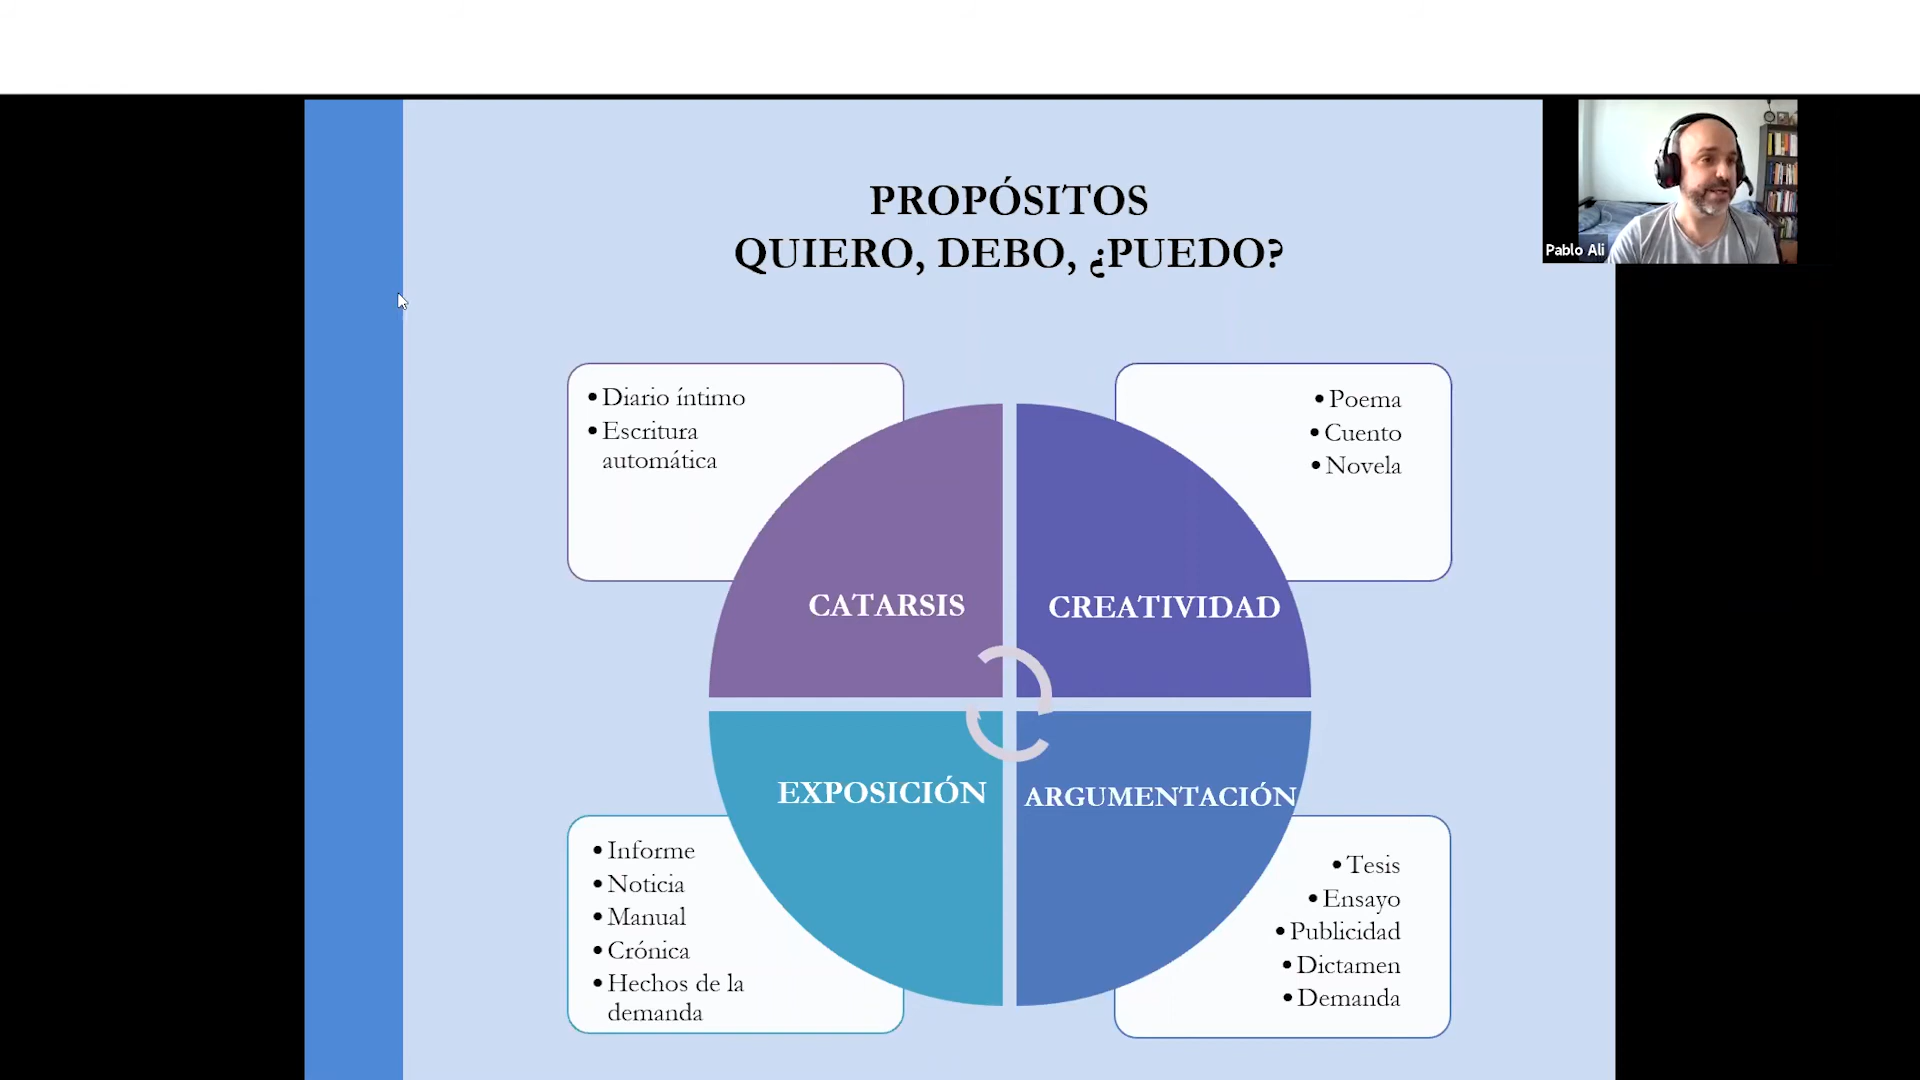 PROPÓSITOS
QUIERO, DEBO, ¿PUEDO?
Pablo Ali
• Diario íntimo
• Escritura
automática
• Poema
• Cuento
• Novela
CATARSIS
CREATIVIDAD
EXPOSICIÓN
ARGUMENTACIÓN
• Informe
• Noticia
• Manual
• Crónica
• Hechos de la
demanda
• Tesis
• Ensayo
• Publicidad
• Dictamen
• Demanda